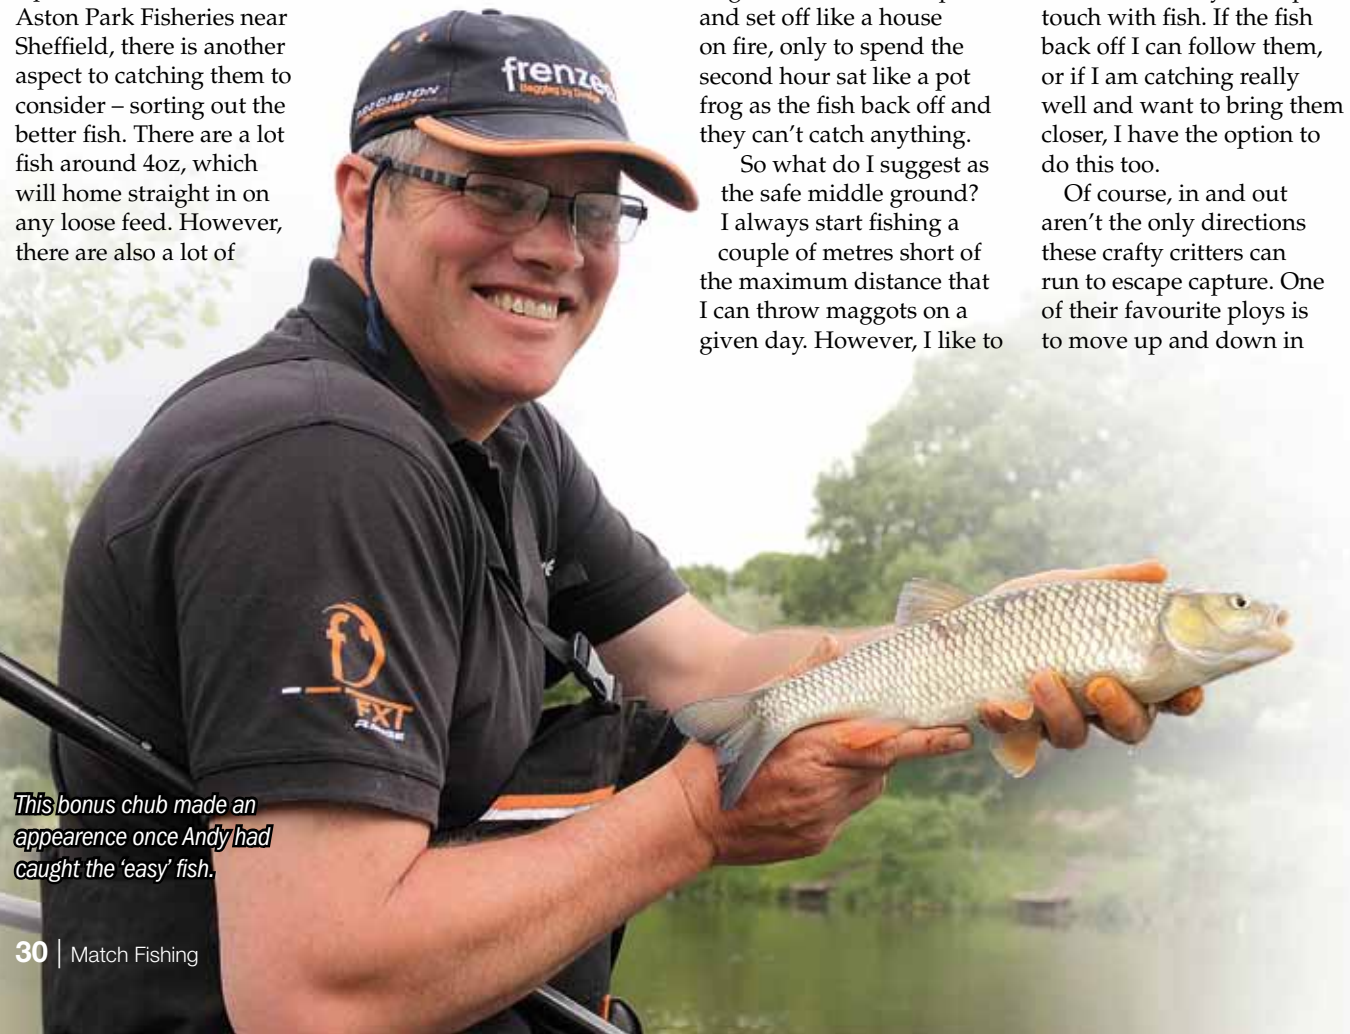 Aston Park Fisheries near
Sheffield, there is another
aspect to catching them to
consider – sorting out the
better fish. There are a lot
fish around 4oz, which
will home straight in on
any loose feed. However,
there are also a lot of
and set off like a house
on fire, only to spend the
second hour sat like a pot
frog as the fish back off and
they can’t catch anything.
So what do I suggest as
the safe middle ground?
I always start fishing a
couple of metres short of
the maximum distance that
I can throw maggots on a
given day. However, I like to
touch with fish. If the fish
back off I can follow them,
or if I am catching really
well and want to bring them
closer, I have the option to
do this too.
Of course, in and out
aren’t the only directions
these crafty critters can
run to escape capture. One
of their favourite ploys is
to move up and down in
frenzee
FXT
This bonus chub made an
appearence once Andy had
caught the ‘easy’ fish.
30 | Match Fishing